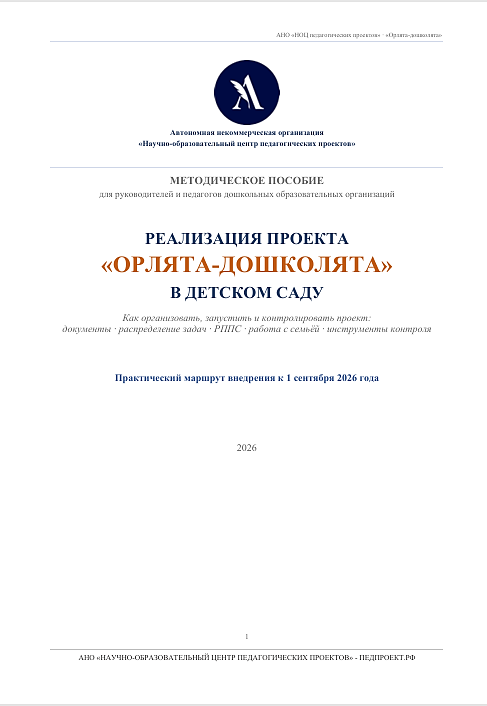 АНО «НОЦ педагогических проектов» · «Орлята-дошколята»
Автономная некоммерческая организация
«Научно-образовательный центр педагогических проектов»
МЕТОДИЧЕСКОЕ ПОСОБИЕ
для руководителей и педагогов дошкольных образовательных организаций
РЕАЛИЗАЦИЯ ПРОЕКТА
«ОРЛЯТА-ДОШКОЛЯТА»
В ДЕТСКОМ САДУ
Как организовать, запустить и контролировать проект:
документы · распределение задач · РППС · работа с семьёй · инструменты контроля
Практический маршрут внедрения к 1 сентября 2026 года
2026
1
АНО «НАУЧНО-ОБРАЗОВАТЕЛЬНЫЙ ЦЕНТР ПЕДАГОГИЧЕСКИХ ПРОЕКТОВ» - ПЕДПРОЕКТ.РФ